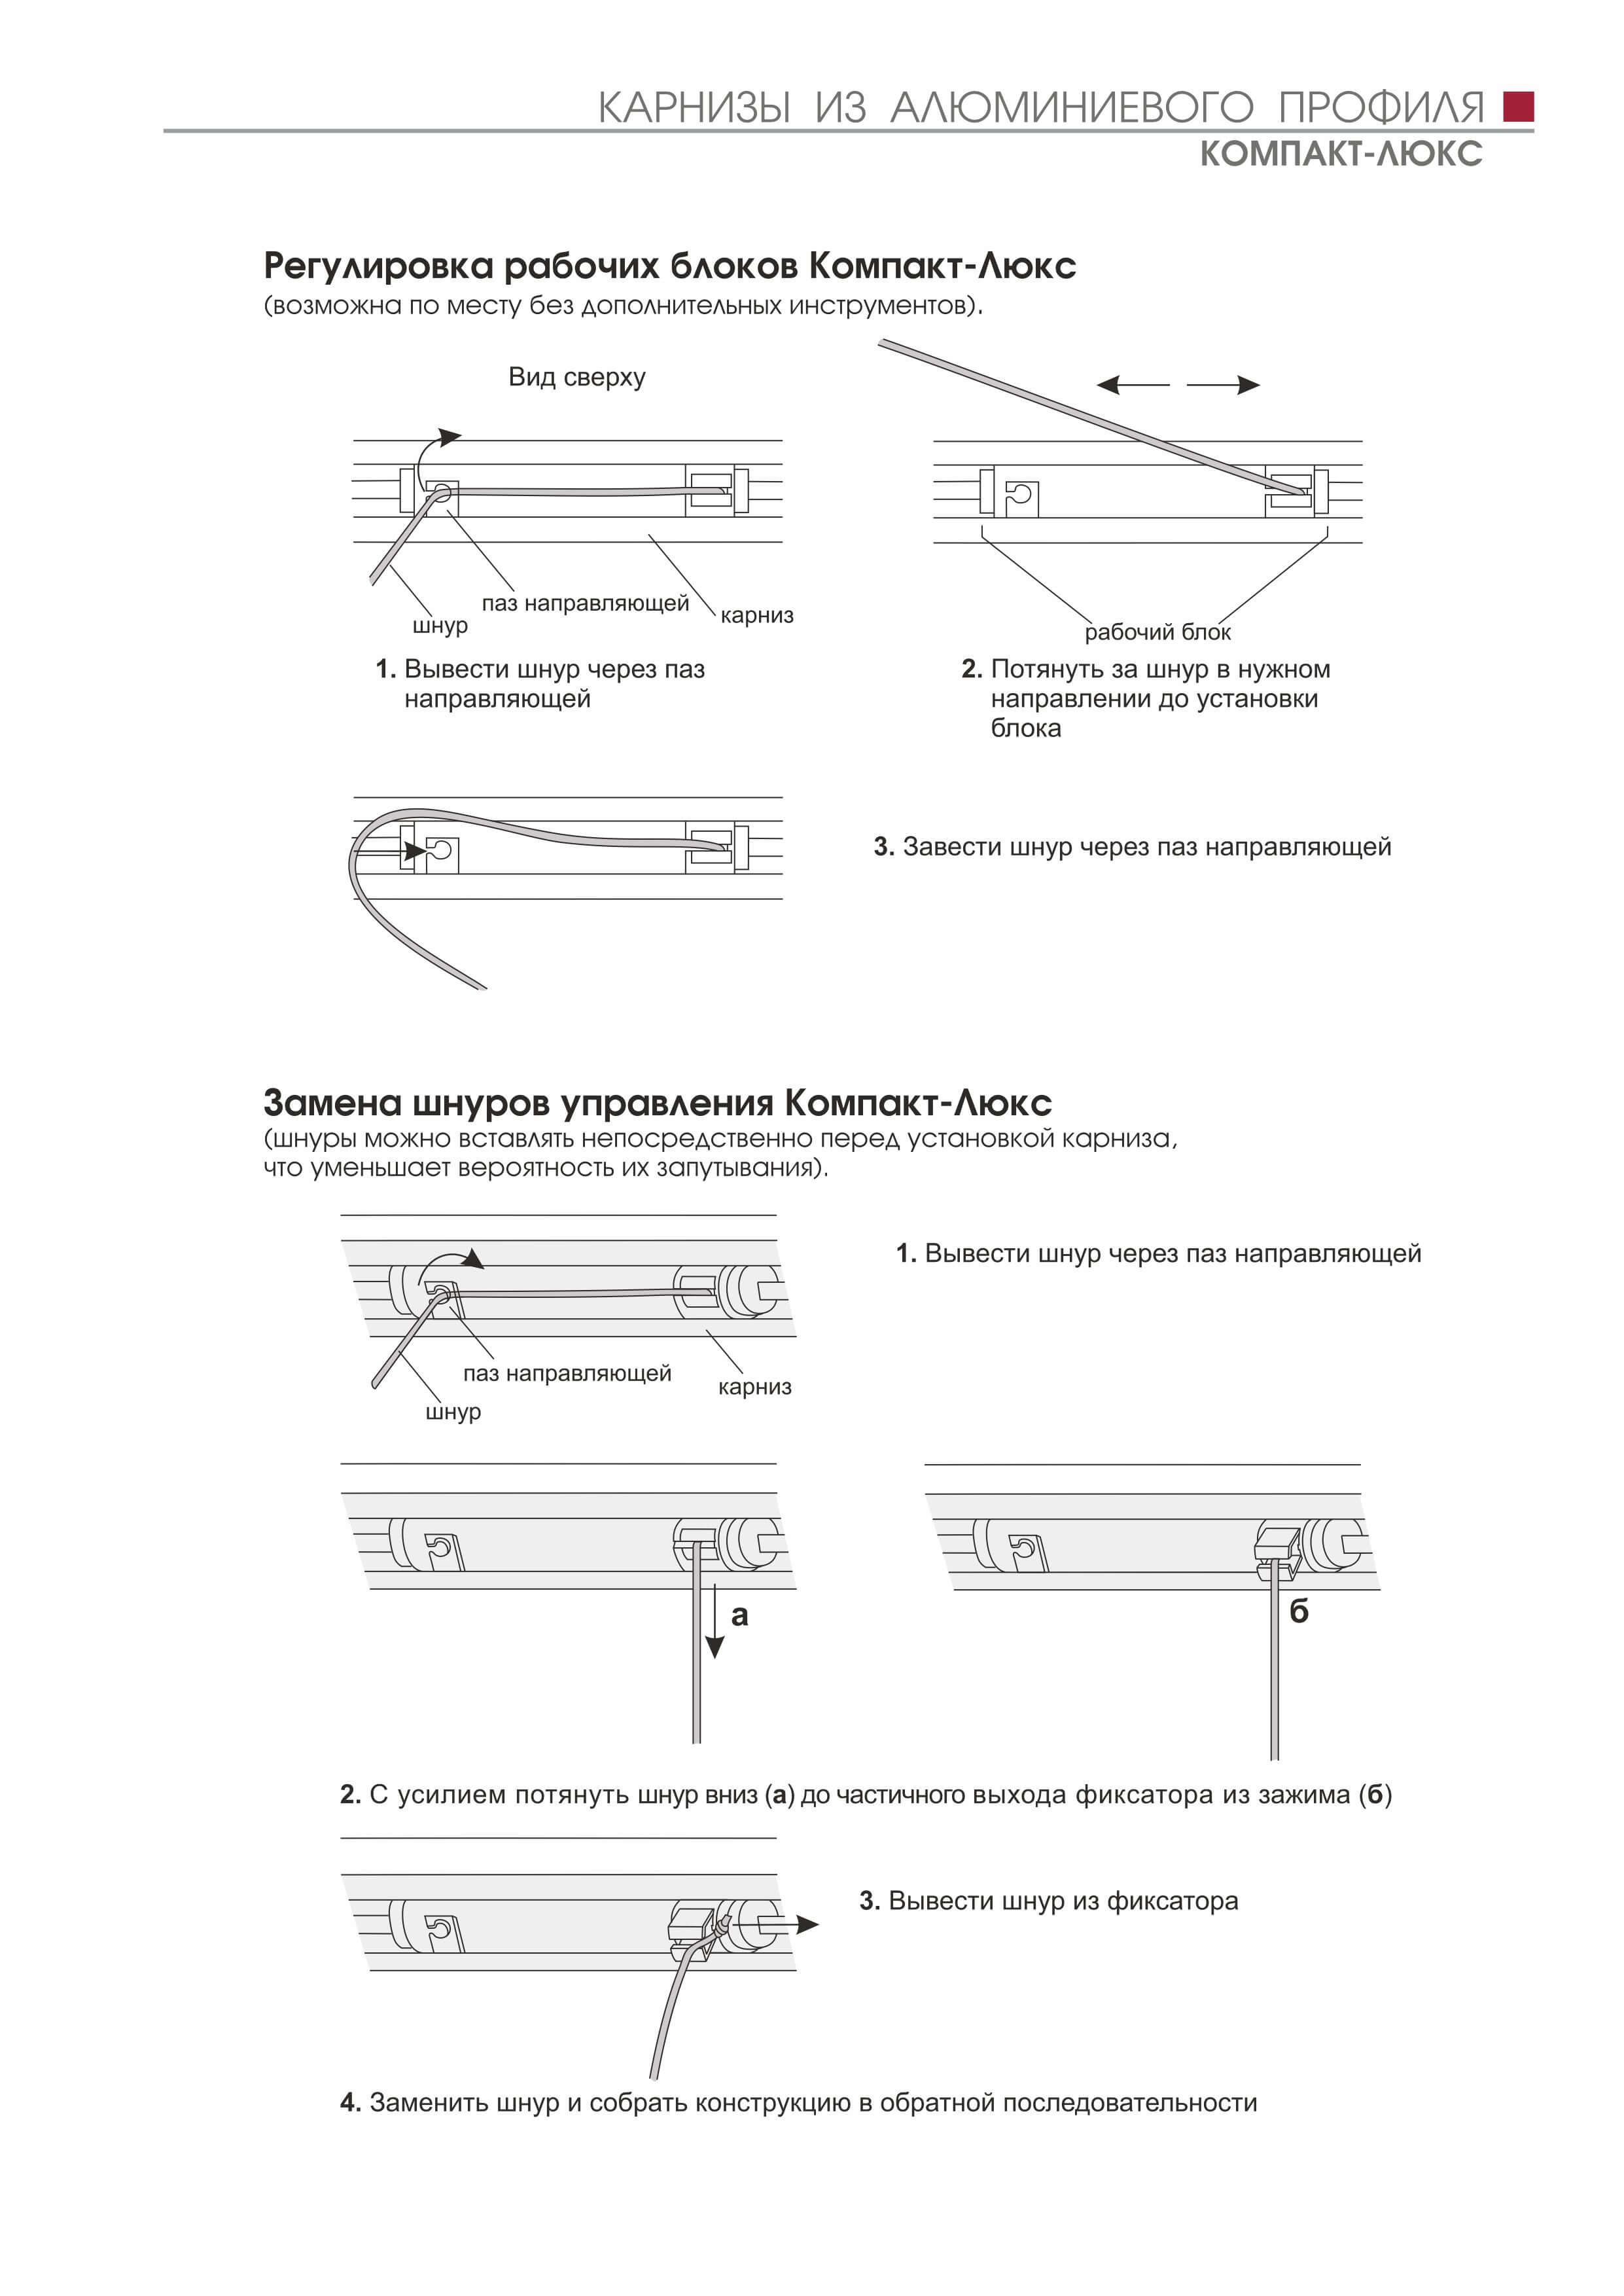 КАРНИЗЫ ИЗ АЛЮМИНИЕВОГО ПРОФИЛЯ
КОМПАКТ-ЛЮКС
Регулировка рабочих блоков Компакт-Люкс
(возможна по месту без дополнительных инструментов).
Вид сверху
паз направляющей
карниз
шнур
рабочий блок
1. Вывести шнур через паз
направляющей
2. Потянуть за шнур в нужном
направлении до установки
блока
3. Завести шнур через паз направляющей
Замена шнуров управления Компакт-Люкс
(шнуры можно вставлять непосредственно перед установкой карниза,
что уменьшает вероятность их запутывания).
1. Вывести шнур через паз направляющей
паз направляющей
карниз
шнур
а
б
2. С усилием потянуть шнур вниз (а) до частичного выхода фиксатора из зажима (б)
3. Вывести шнур из фиксатора
4. Заменить шнур и собрать конструкцию в обратной последовательности